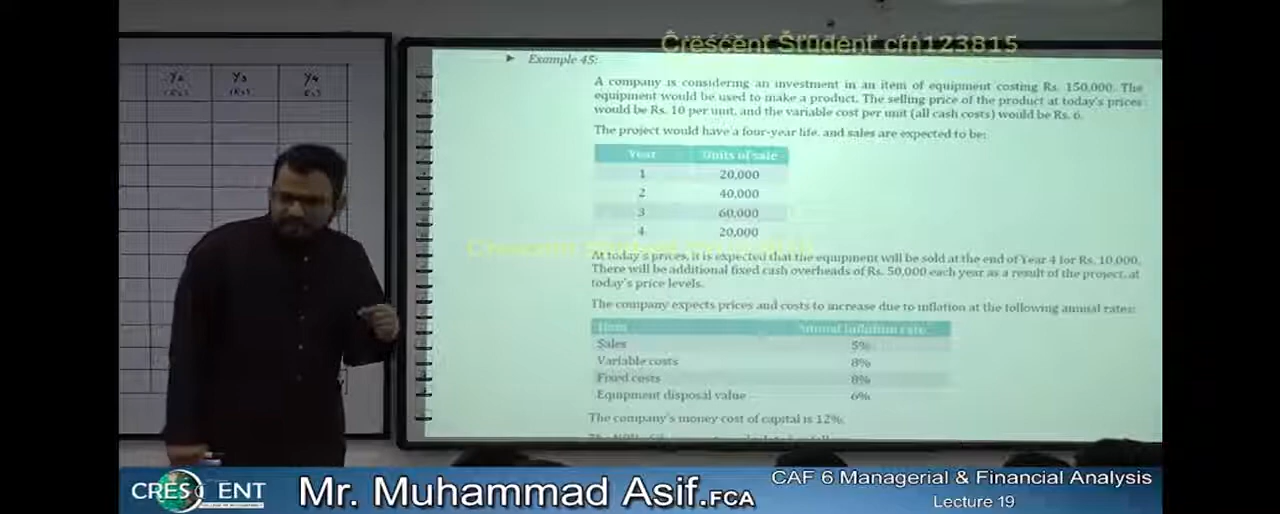 Crescent Student crn123815
Y2 Y3 Y4
(Rs) (Rs) Rs)
► Example 45:
A company is considering an investment in an item of equipment costing Rs. 150,000. The
equipment would be used to make a product. The selling price of the product at today's prices
would be Rs. 10 per unit, and the variable cost per unit (all cash costs) would be Rs. 6.
The project would have a four-year life, and sales are expected to be:
Year Units of sale
1 20,000
2 40,000
3 60,000
4 20,000
At today's prices, it is expected that the equipment will be sold at the end of Year 4 for Rs. 10,000.
There will be additional fixed cash overheads of Rs. 50,000 each year as a result of the project, at
today's price levels.
The company expects prices and costs to increase due to inflation at the following annual rates:
Item Annual inflation rate
Sales 5%
Variable costs 8%
Fixed costs 8%
Equipment disposal value 6%
The company's money cost of capital is 12%.
CRESCENT
Mr. Muhammad Asif.FCA
CAF 6 Managerial & Financial Analysis
Lecture 19